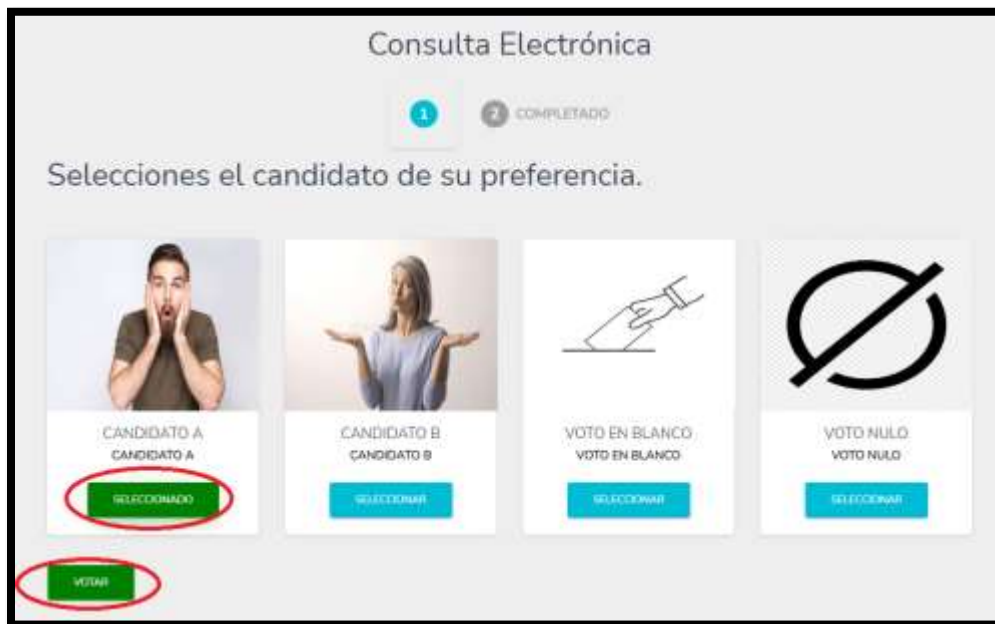 Consulta Electrónica
1 2 COMPLETADO
Selecciones el candidato de su preferencia.
CANDIDATO A
CANDIDATO A
SELECCIONADO
CANDIDATO B
CANDIDATO B
SELECCIONAR
VOTO EN BLANCO
VOTO EN BLANCO
SELECCIONAR
VOTO NULO
VOTO NULO
SELECCIONAR
VOTAR